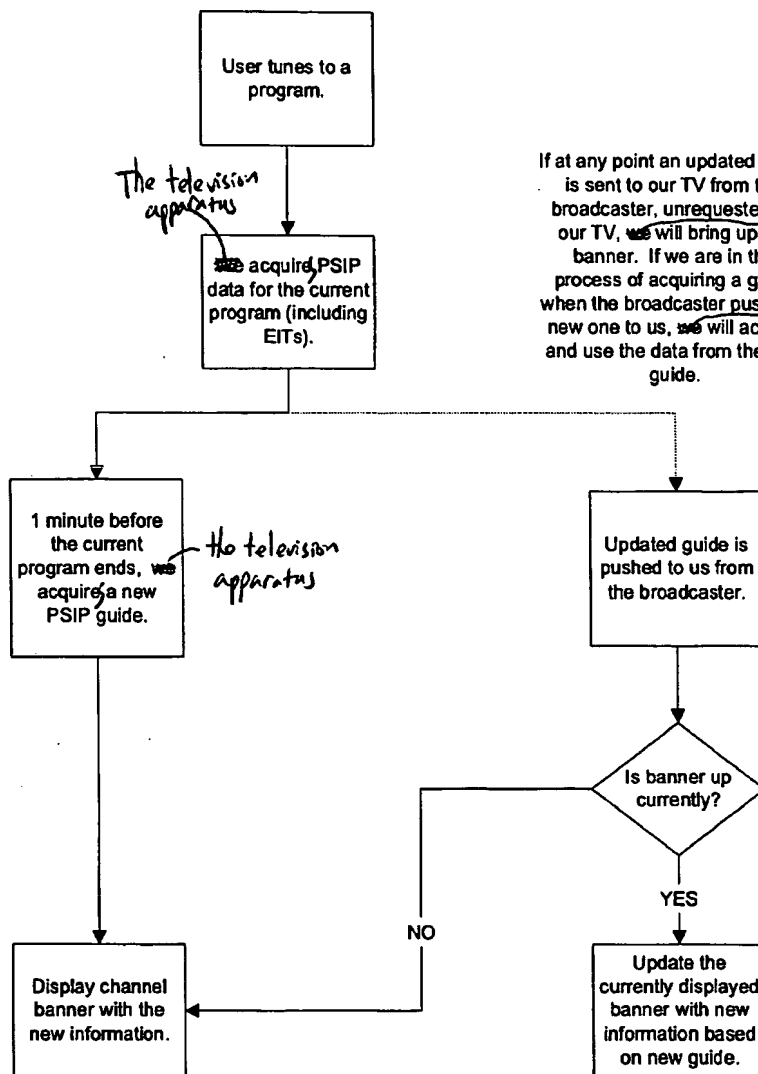 User tunes to a
program.
The television
apparatus
We acquires PSIP
data for the current
program (including
EITs).
If at any point an updated
is sent to our TV from t
broadcaster, unrequeste
our TV, we will bring up
banner. If we are in th
process of acquiring a g
when the broadcaster pus
new one to us, we will ac
and use the data from the
guide.
1 minute before
the current
program ends, we
acquires a new
PSIP guide.
the television
apparatus
Updated guide is
pushed to us from
the broadcaster.
Is banner up
currently?
YES
NO
Display channel
banner with the
new information.
Update the
currently displayed
banner with new
information based
on new guide.